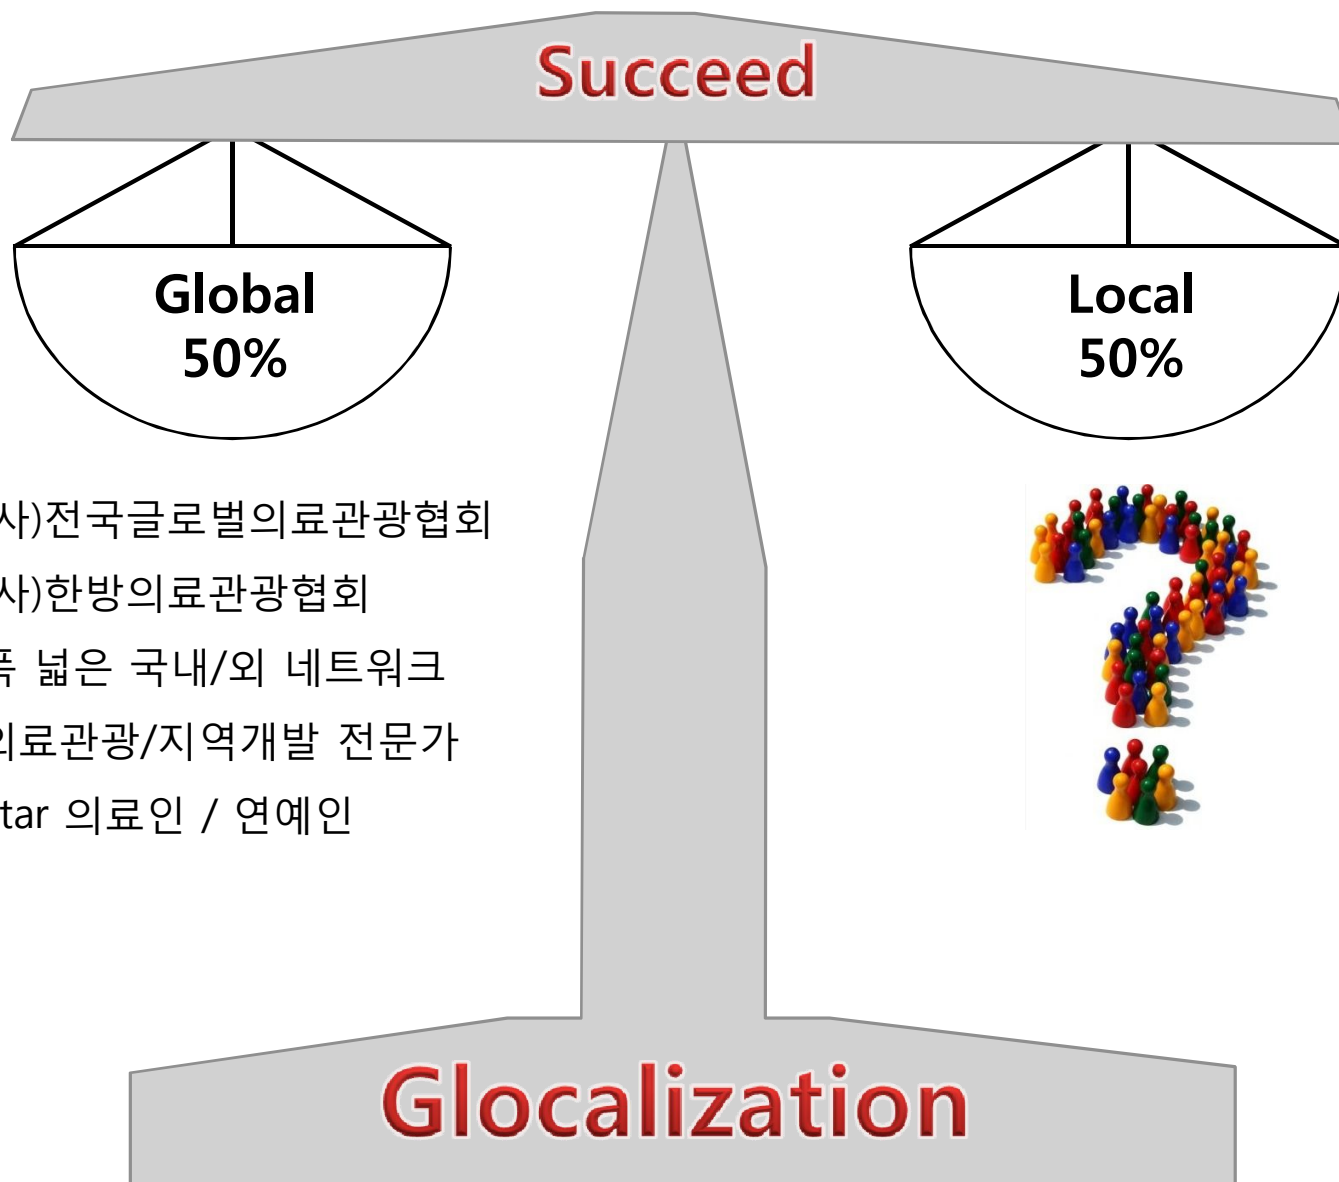 Succeed
Global
50%
Local
50%
사)전국글로벌의료관광협회
사)한방의료관광협회
넓은 국내/외 네트워크
의료관광/지역개발 전문가
tar 의료인 / 연예인
Glocalization